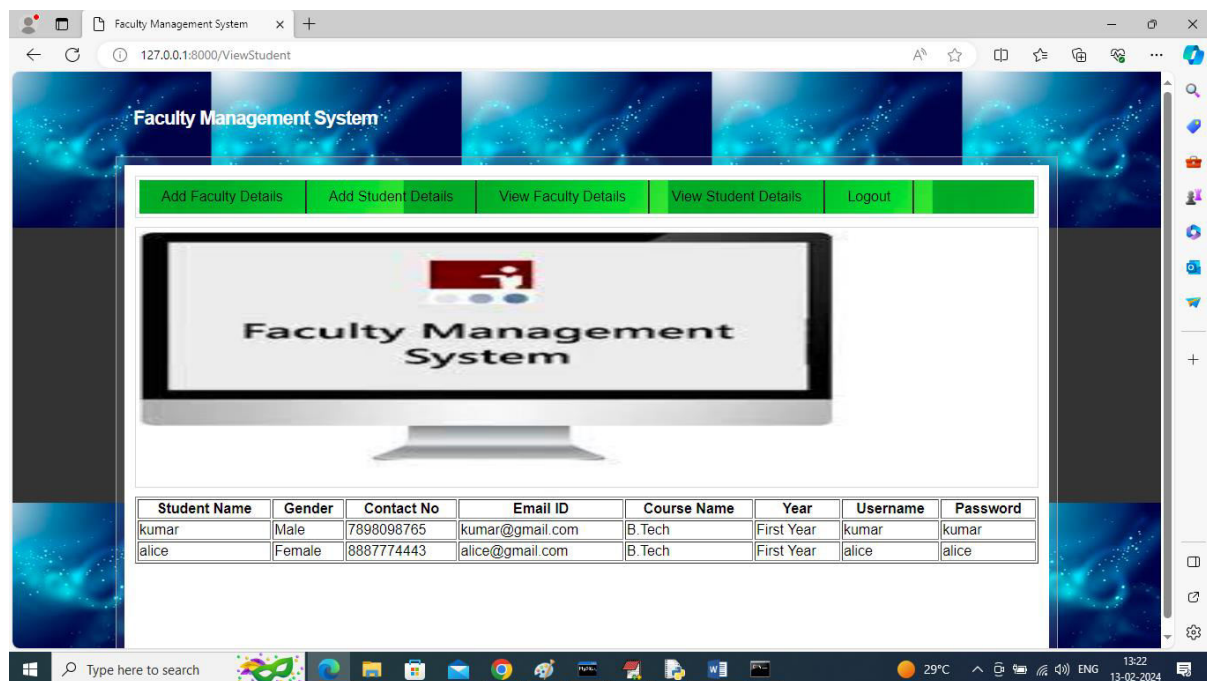 Faculty Management System
127.0.0.1:8000/ViewStudent
Faculty Management System
Add Faculty Details Add Student Details View Faculty Details View Student Details Logout
Faculty Management
System
Student Name Gender Contact No Email ID Course Name Year Username Password
kumar Male 7898098765 kumar@gmail.com B.Tech First Year kumar kumar
alice Female 8887774443 alice@gmail.com B.Tech First Year alice alice
Type here to search 29°C ENG 13:22
13-02-2024